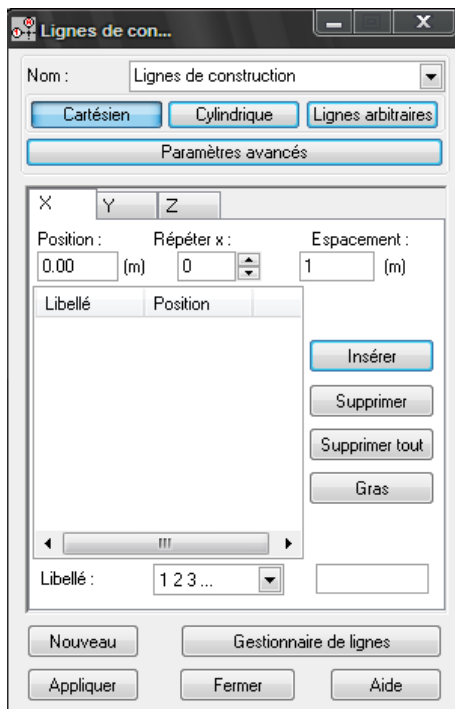 Lignes de con...
Nom : Lignes de construction
Cartésien Cylindrique Lignes arbitraires
Paramètres avancés
X Y Z
Position : Répéter x : Espacement :
0.00 (m) 0 1 (m)
Libellé Position
Insérer
Supprimer
Supprimer tout
Gras
Libellé : 1 2 3 ...
Nouveau Gestionnaire de lignes
Appliquer Fermer Aide